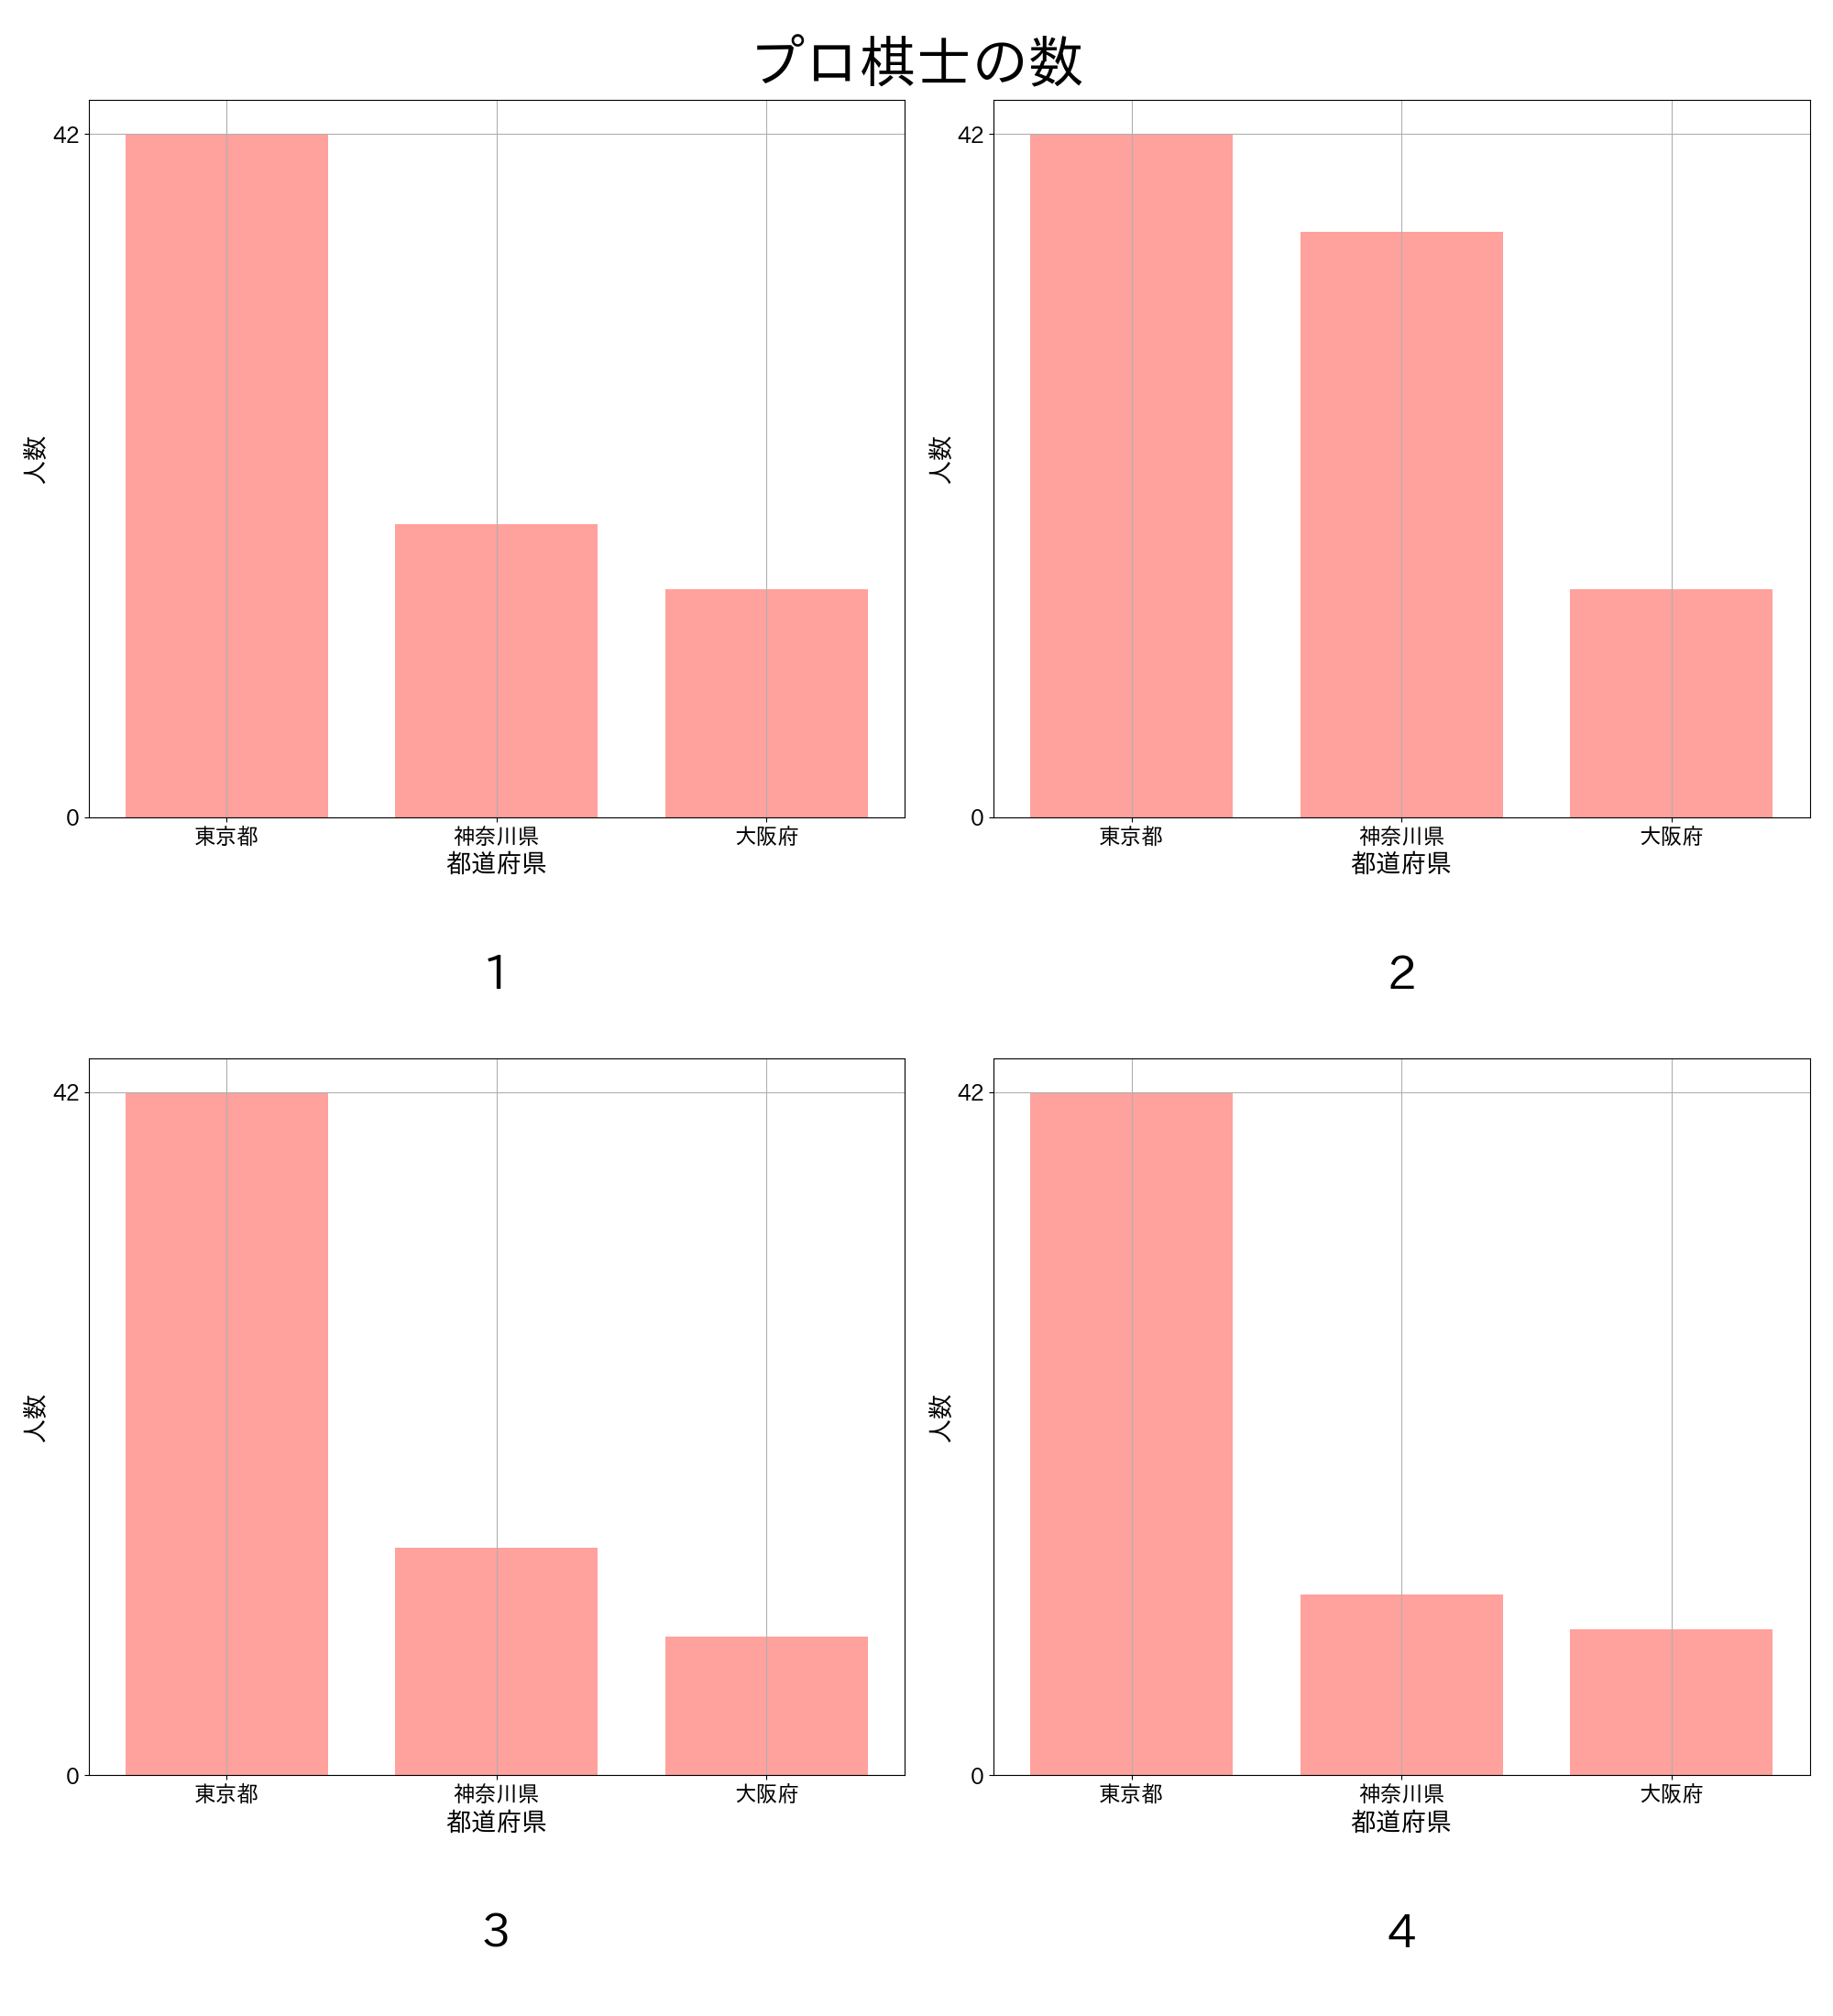 プロ棋士の数
42
人数
0
東京都 神奈川県 大阪府
都道府県
1
42
人数
0
東京都 神奈川県 大阪府
都道府県
2
42
人数
0
東京都 神奈川県 大阪府
都道府県
3
42
人数
0
東京都 神奈川県 大阪府
都道府県
4